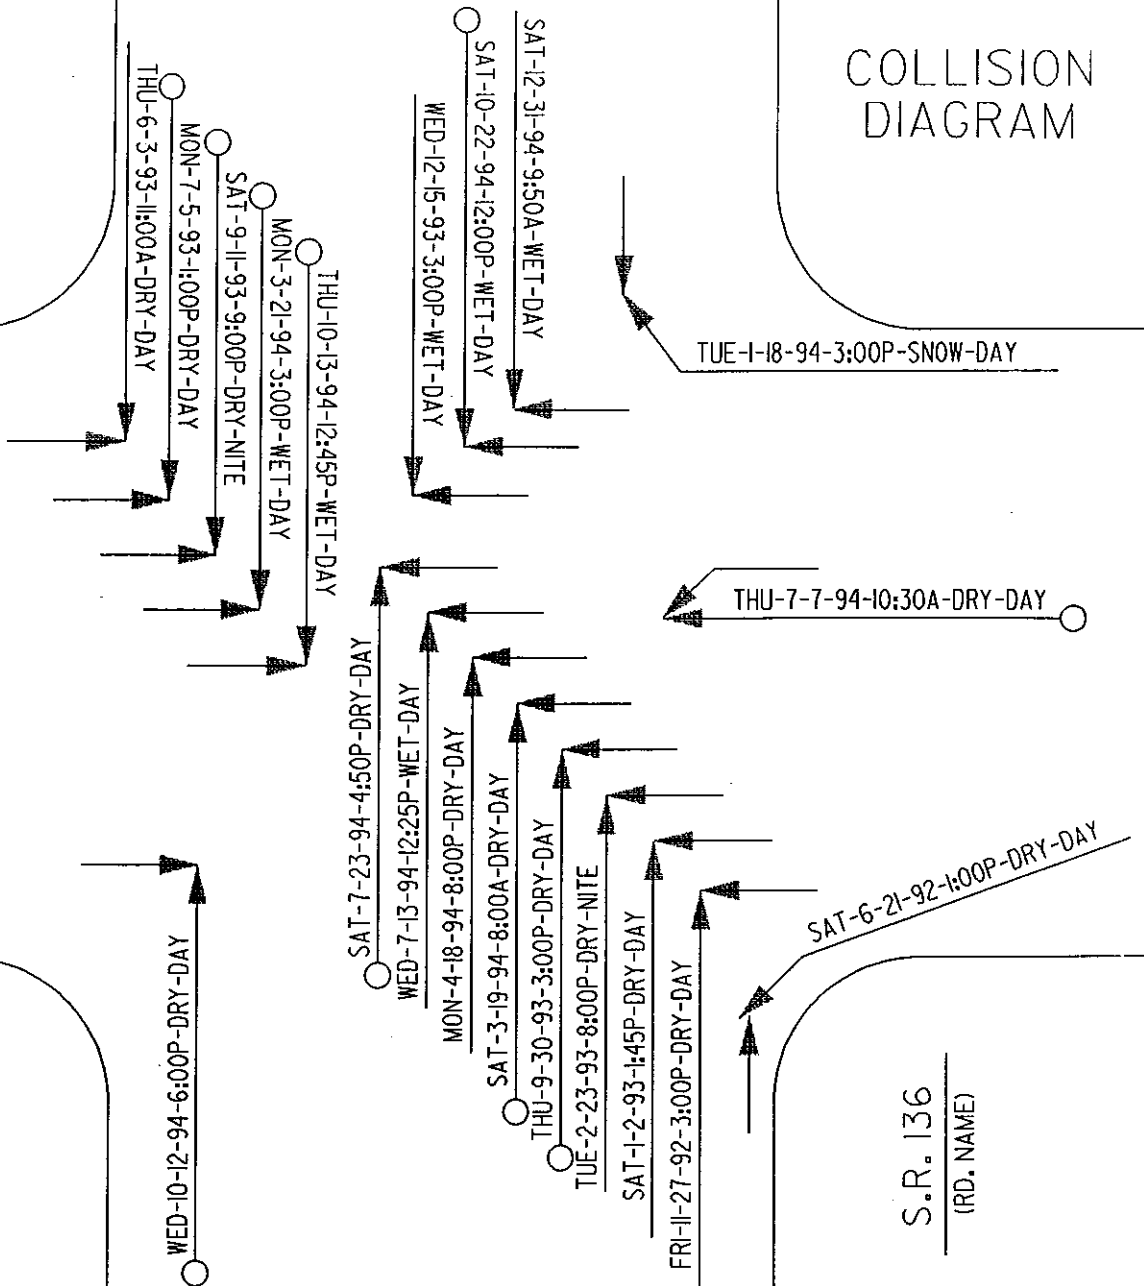 COLLISION
DIAGRAM
THU-6-3-93-11:00A-DRY-DAY
MON-7-5-93-1:00P-DRY-DAY
SAT-9-11-93-9:00P-DRY-NITE
MON-3-21-94-3:00P-WET-DAY
THU-10-13-94-12:45P-WET-DAY
WED-12-15-93-3:00P-WET-DAY
SAT-10-22-94-12:00P-WET-DAY
SAT-12-31-94-9:50A-WET-DAY
TUE-1-18-94-3:00P-SNOW-DAY
THU-7-7-94-10:30A-DRY-DAY
SAT-7-23-94-4:50P-DRY-DAY
WED-7-13-94-12:25P-WET-DAY
MON-4-18-94-8:00P-DRY-DAY
SAT-3-19-94-8:00A-DRY-DAY
THU-9-30-93-3:00P-DRY-DAY
TUE-2-23-93-8:00P-DRY-NITE
SAT-1-2-93-1:45P-DRY-DAY
FRI-11-27-92-3:00P-DRY-DAY
SAT-6-21-92-1:00P-DRY-DAY
WED-10-12-94-6:00P-DRY-DAY
S.R. 136
(RD. NAME)